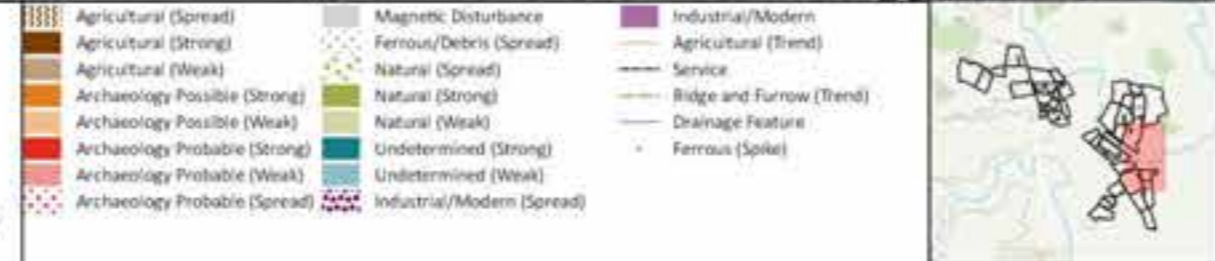 Agricultural (Spread)
Agricultural (Strong)
Agricultural (Weak)
Archaeology Possible (Strong)
Archaeology Possible (Weak)
Archaeology Probable (Strong)
Archaeology Probable (Weak)
Archaeology Probable (Spread)
Magnetic Disturbance
Ferrous/Debris (Spread)
Natural (Spread)
Natural (Strong)
Natural (Weak)
Undetermined (Strong)
Undetermined (Weak)
Industrial/Modern (Spread)
Industrial/Modern
Agricultural (Trend)
Service
Ridge and Furrow (Trend)
Drainage Feature
Ferrous (Spike)